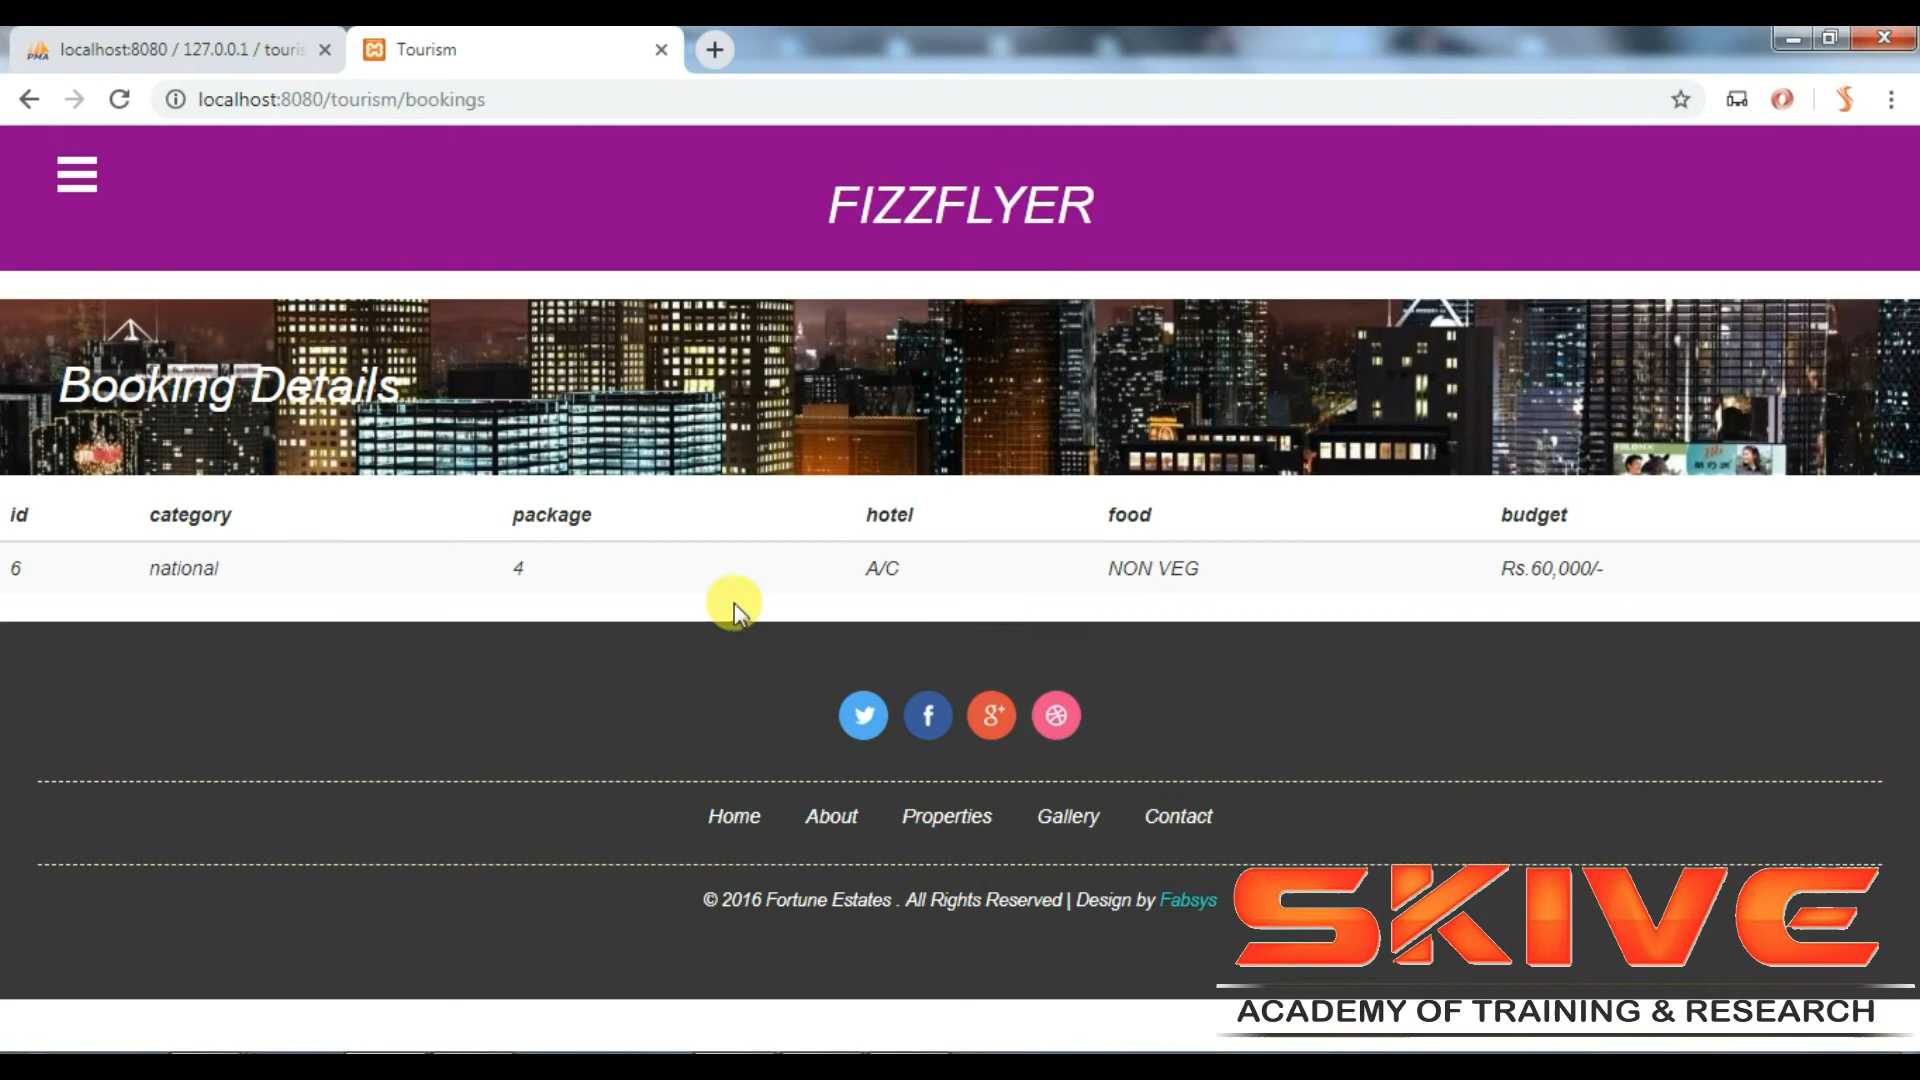 localhost:8080 / 127.0.0.1 / touris
Tourism
localhost:8080/tourism/bookings
FIZZFLYER
Booking Details
id category package hotel food budget
6 national 4 A/C NON VEG Rs.60,000/-
Home About Properties Gallery Contact
© 2016 Fortune Estates . All Rights Reserved | Design by Fabsys
SKIVE
ACADEMY OF TRAINING & RESEARCH